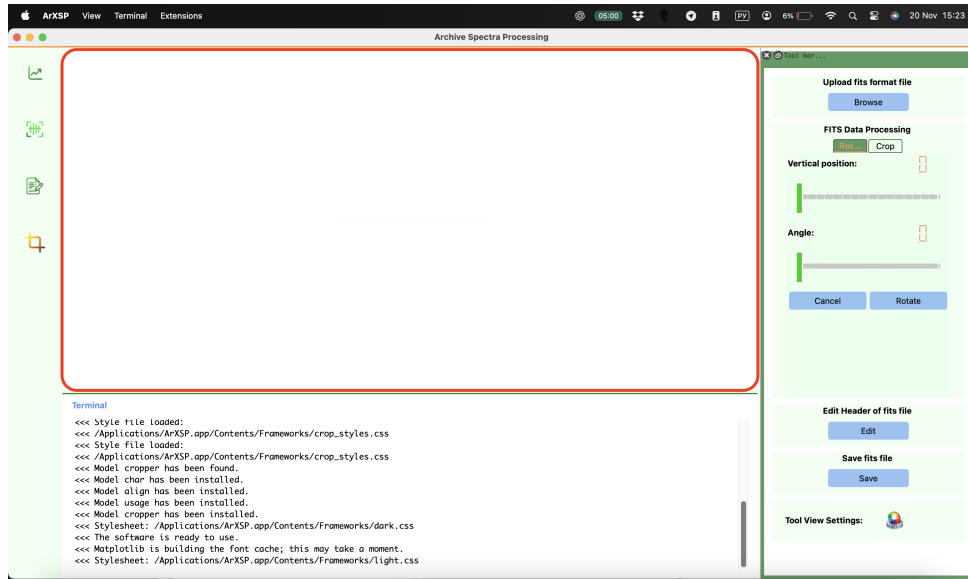 ArXSP View Terminal Extensions 05:00 РУ 6% 20 Nov 15:23
Archive Spectra Processing
Tool bar...
Upload fits format file
Browse
FITS Data Processing
Rot... Crop
Vertical position: 0
Angle: 0
Cancel Rotate
Edit Header of fits file
Edit
Save fits file
Save
Tool View Settings:
Terminal
<<< Style file loaded:
<<< /Applications/ArXSP.app/Contents/Frameworks/crop_styles.css
<<< Style file loaded:
<<< /Applications/ArXSP.app/Contents/Frameworks/crop_styles.css
<<< Model cropper has been found.
<<< Model char has been installed.
<<< Model align has been installed.
<<< Model usage has been installed.
<<< Model cropper has been installed.
<<< Stylesheet: /Applications/ArXSP.app/Contents/Frameworks/dark.css
<<< The software is ready to use.
<<< Matplotlib is building the font cache; this may take a moment.
<<< Stylesheet: /Applications/ArXSP.app/Contents/Frameworks/light.css